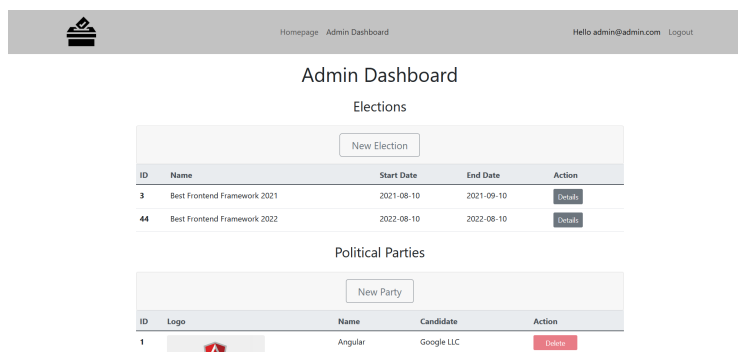 Homepage Admin Dashboard Hello admin@admin.com Logout
Admin Dashboard
Elections
New Election
ID Name Start Date End Date Action
3 Best Frontend Framework 2021 2021-08-10 2021-09-10 Details
44 Best Frontend Framework 2022 2022-08-10 2022-08-10 Details
Political Parties
New Party
ID Logo Name Candidate Action
1 Angular Google LLC Delete